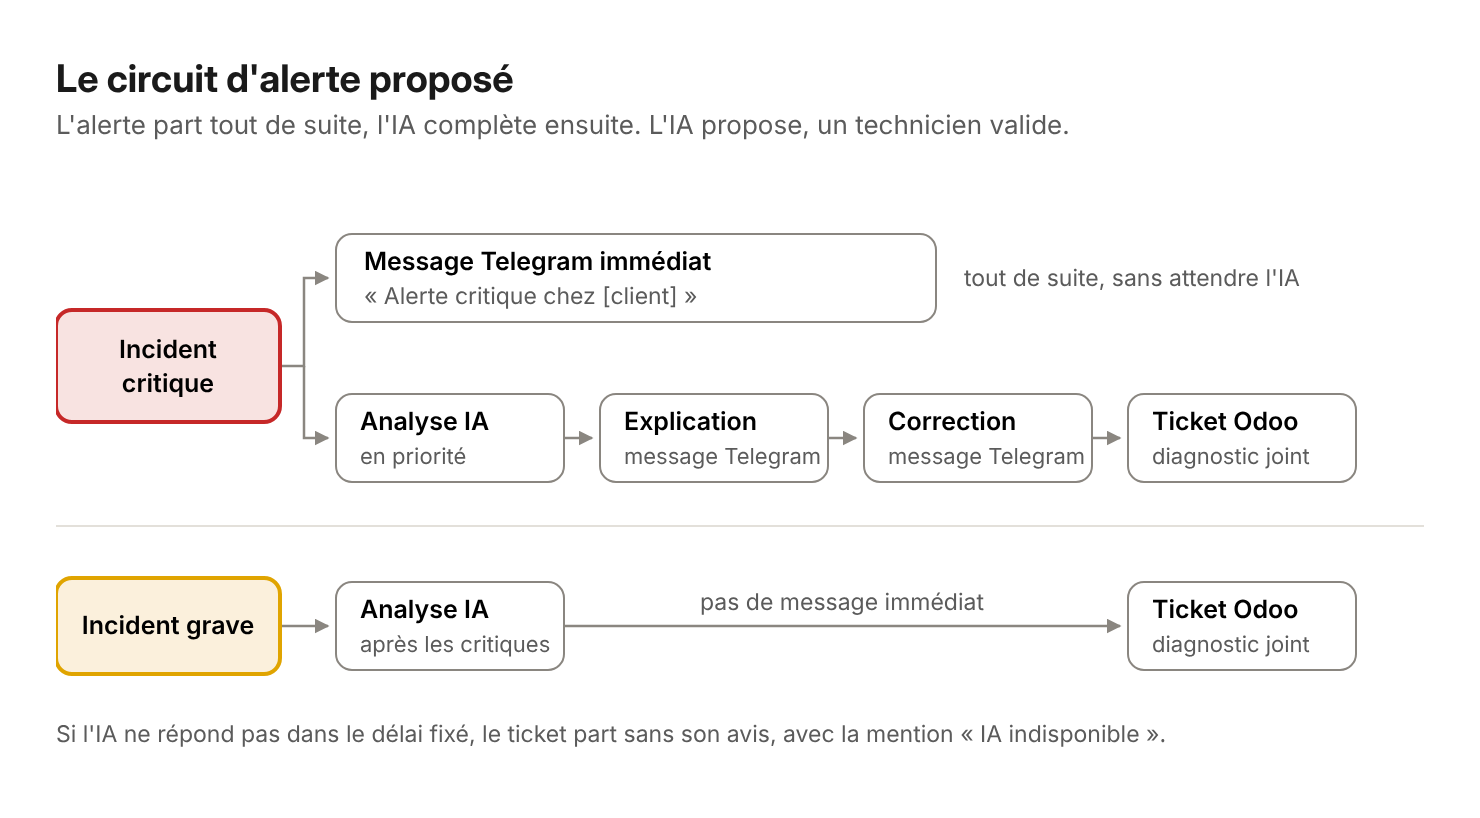 Le circuit d'alerte proposé
L'alerte part tout de suite, l'IA complète ensuite. L'IA propose, un technicien valide.
Message Telegram immédiat
« Alerte critique chez [client] »
tout de suite, sans attendre l'IA
Incident
critique
Analyse IA
en priorité
Explication
message Telegram
Correction
message Telegram
Ticket Odoo
diagnostic joint
Incident grave
Analyse IA
après les critiques
pas de message immédiat
Ticket Odoo
diagnostic joint
Si l'IA ne répond pas dans le délai fixé, le ticket part sans son avis, avec la mention « IA indisponible ».